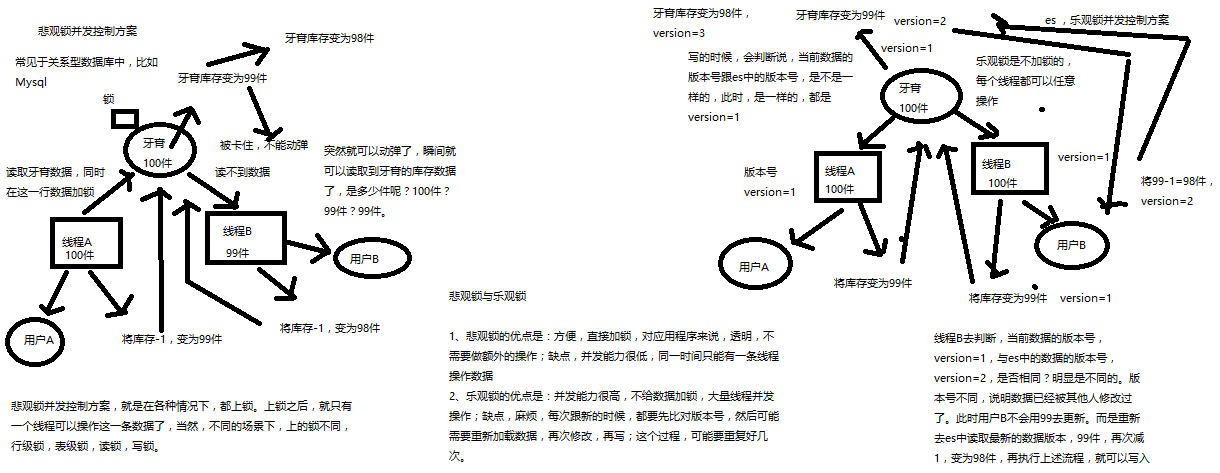 悲观锁并发控制方案
常见于关系型数据库中，比如
Mysql
牙膏库存变为98件
牙膏库存变为99件
锁
牙膏
100件
被卡住，不能动弹
读取牙膏数据，同时
在这一行数据加锁
读不到数据
突然就可以动弹了，瞬间就
可以读取到牙膏的库存数据
了，是多少件呢？100件？
99件？99件。
线程A
100件
线程B
99件
用户B
用户A
将库存-1，变为99件
将库存-1，变为98件
悲观锁并发控制方案，就是在各种情况下，都上锁。上锁之后，就只有
一个线程可以操作这一条数据了，当然，不同的场景下，上的锁不同，
行级锁，表级锁，读锁，写锁。
悲观锁与乐观锁
1、悲观锁的优点是：方便，直接加锁，对应用程序来说，透明，不
需要做额外的操作；缺点，并发能力很低，同一时间只能有一条线程
操作数据
2、乐观锁的优点是：并发能力很高，不给数据加锁，大量线程并发
操作；缺点，麻烦，每次跟新的时候，都要先比对版本号，然后可能
需要重新加载数据，再次修改，再写；这个过程，可能要重复好几
次。
牙膏库存变为98件，
version=3
牙膏库存变为99件
version=2
es ，乐观锁并发控制方案
version=1
写的时候，会判断说，当前数据的
版本号跟es中的版本号，是不是一
样的，此时，是一样的，都是
version=1
牙膏
100件
乐观锁是不加锁的，
每个线程都可以任意
操作
版本号
version=1
线程A
100件
线程B
100件
version=1
将99-1=98件，
version=2
用户A
用户B
将库存变为99件
将库存变为99件
version=1
线程B去判断，当前数据的版本号，
version=1，与es中的数据的版本号，
version=2，是否相同？明显是不同的。版
本号不同，说明数据已经被其他人修改过
了。此时用户B不会用99去更新。而是重新
去es中读取最新的数据版本，99件，再次减
1，变为98件，再执行上述流程，就可以写入